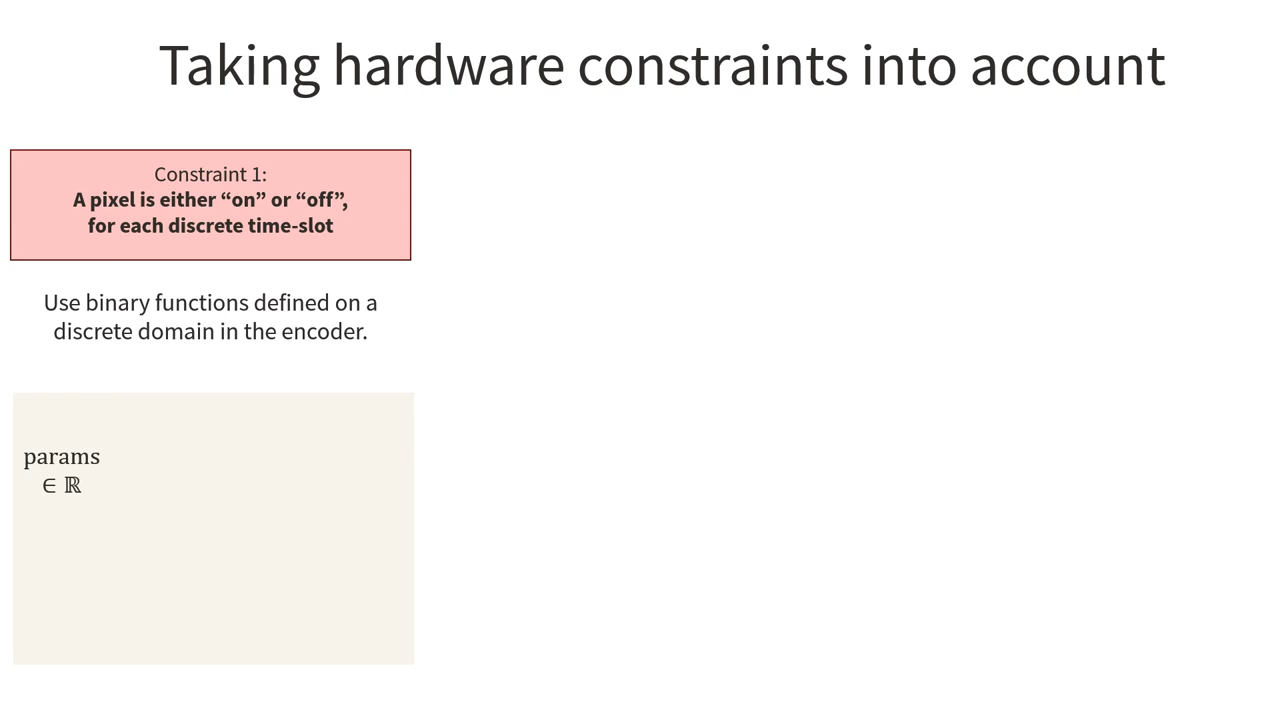 Taking hardware constraints into account
Constraint 1:
A pixel is either “on” or “off”,
for each discrete time-slot
Use binary functions defined on a
discrete domain in the encoder.
params
∈ ℝ